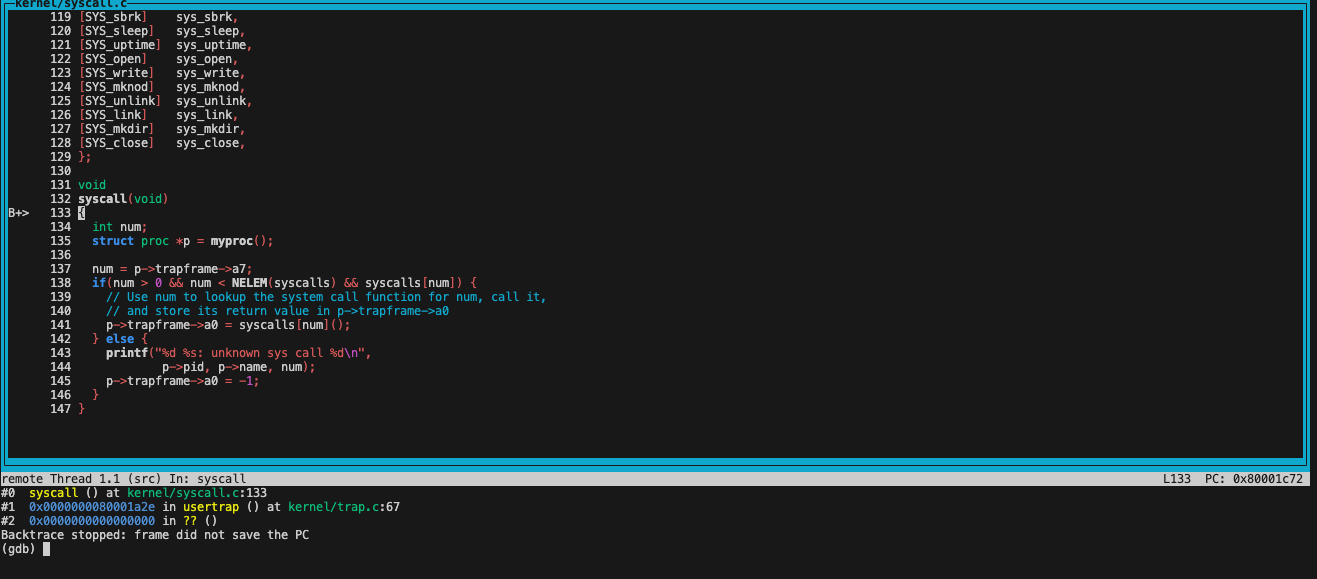 kernel/syscall.c
119 [SYS_sbrk]    sys_sbrk,
120 [SYS_sleep]   sys_sleep,
121 [SYS_uptime]  sys_uptime,
122 [SYS_open]    sys_open,
123 [SYS_write]   sys_write,
124 [SYS_mknod]   sys_mknod,
125 [SYS_unlink]  sys_unlink,
126 [SYS_link]    sys_link,
127 [SYS_mkdir]   sys_mkdir,
128 [SYS_close]   sys_close,
129 };
130
131 void
132 syscall(void)
B+> 133 {
134   int num;
135   struct proc *p = myproc();
136
137   num = p->trapframe->a7;
138   if(num > 0 && num < NELEM(syscalls) && syscalls[num]) {
139     // Use num to lookup the system call function for num, call it,
140     // and store its return value in p->trapframe->a0
141     p->trapframe->a0 = syscalls[num]();
142   } else {
143     printf("%d %s: unknown sys call %d\n",
144             p->pid, p->name, num);
145     p->trapframe->a0 = -1;
146   }
147 }
remote Thread 1.1 (src) In: syscall L133 PC: 0x80001c72
#0  syscall () at kernel/syscall.c:133
#1  0x0000000080001a2e in usertrap () at kernel/trap.c:67
#2  0x0000000000000000 in ?? ()
Backtrace stopped: frame did not save the PC
(gdb)